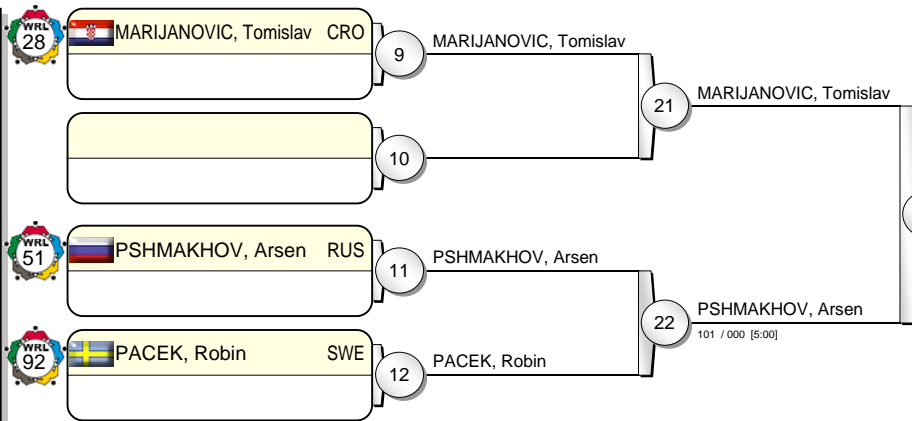 WRL
28
MARIJANOVIC, Tomislav CRO
9
MARIJANOVIC, Tomislav
21
MARIJANOVIC, Tomislav
10
WRL
51
PSHMAKHOV, Arsen RUS
11
PSHMAKHOV, Arsen
22
PSHMAKHOV, Arsen
101 / 000 [5:00]
WRL
92
PACEK, Robin SWE
12
PACEK, Robin